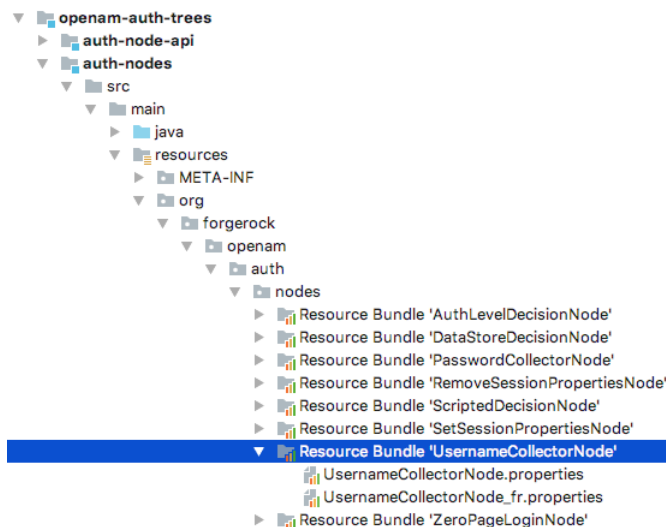 openam-auth-trees
auth-node-api
auth-nodes
src
main
java
resources
META-INF
org
forgerock
openam
auth
nodes
Resource Bundle 'AuthLevelDecisionNode'
Resource Bundle 'DataStoreDecisionNode'
Resource Bundle 'PasswordCollectorNode'
Resource Bundle 'RemoveSessionPropertiesNode'
Resource Bundle 'ScriptedDecisionNode'
Resource Bundle 'SetSessionPropertiesNode'
Resource Bundle 'UsernameCollectorNode'
UsernameCollectorNode.properties
UsernameCollectorNode_fr.properties
Resource Bundle 'ZeroPageLoginNode'